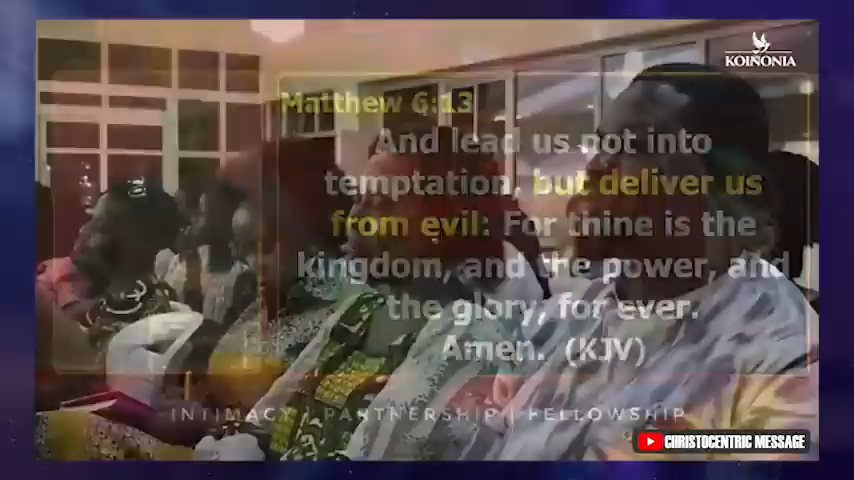 KOINONIA
Matthew 6:13
And lead us not into
temptation, but deliver us
from evil: For thine is the
kingdom, and the power, and
the glory, for ever.
Amen. (KJV)
INTIMACY | PARTNERSHIP | FELLOWSHIP
CHRISTOCENTRIC MESSAGE